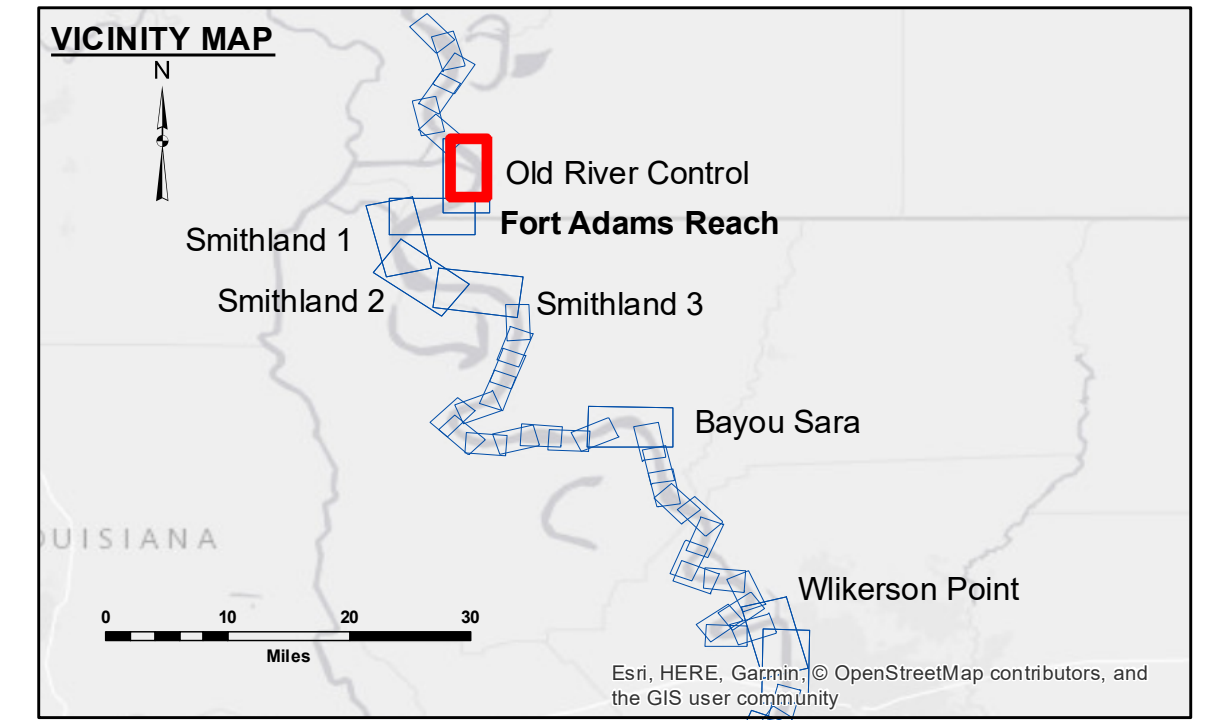 VICINITY MAP
N
Old River Control
Fort Adams Reach
Smithland 1
Smithland 2
Smithland 3
Bayou Sara
OUISIANA
Wlikerson Point
0 10 20 30
Miles
Esri, HERE, Garmin, © OpenStreetMap contributors, and
the GIS user community